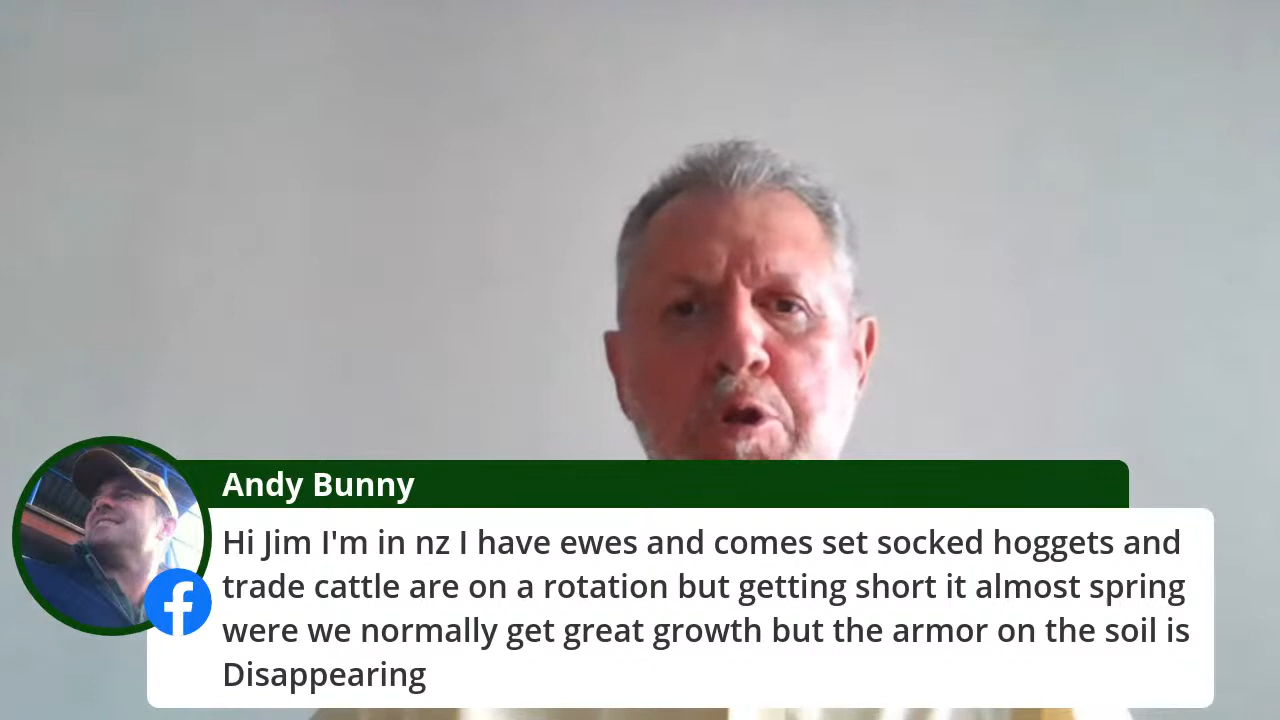 Andy Bunny
Hi Jim I'm in nz I have ewes and comes set socked hoggets and
trade cattle are on a rotation but getting short it almost spring
were we normally get great growth but the armor on the soil is
Disappearing